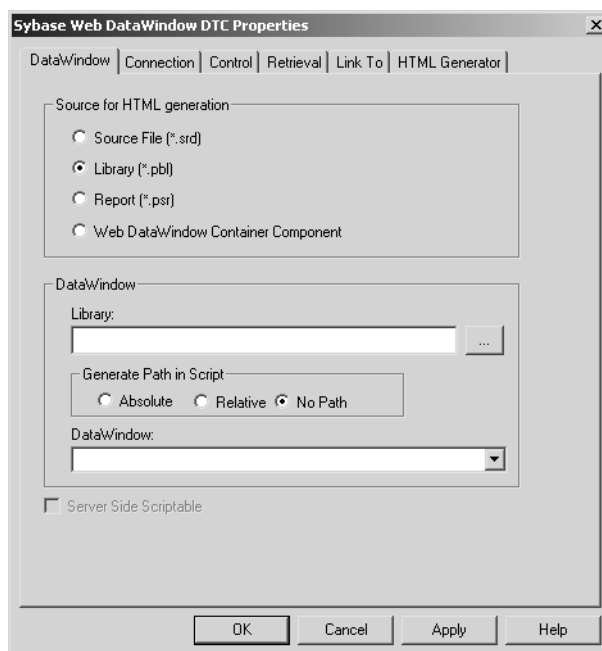 Sybase Web DataWindow DTC Properties
DataWindow Connection Control Retrieval Link To HTML Generator
Source for HTML generation
Source File (*.srd)
Library (*.pbl)
Report (*.psr)
Web DataWindow Container Component
DataWindow
Library:
...
Generate Path in Script
Absolute Relative No Path
DataWindow:
Server Side Scriptable
OK Cancel Apply Help